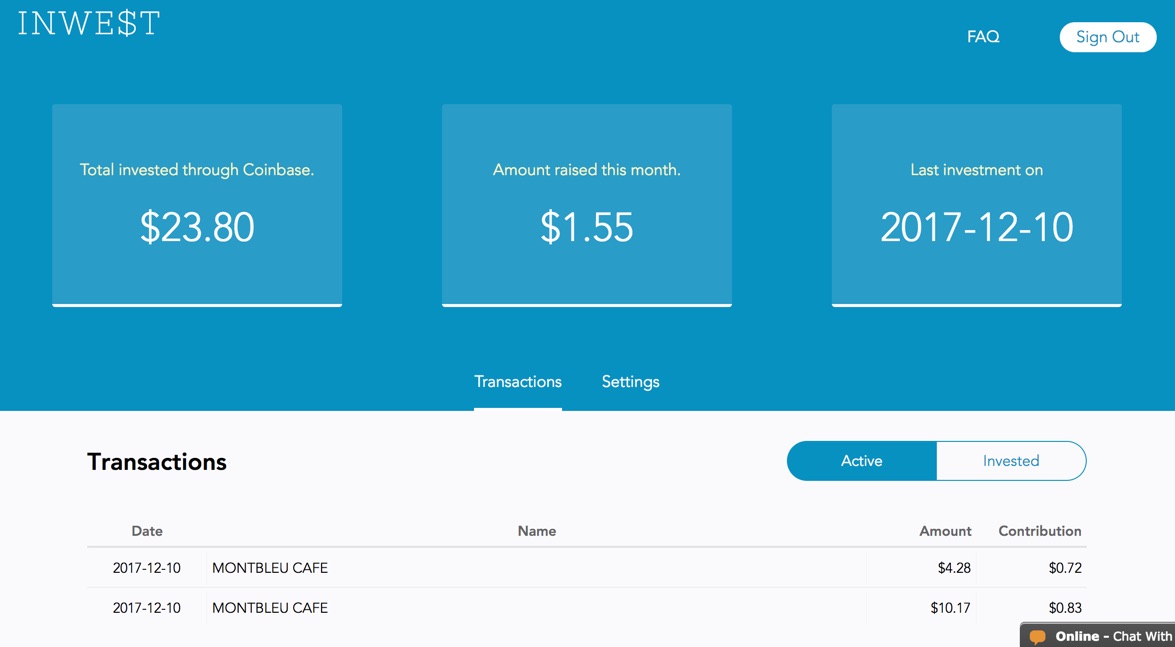 INWE$T
FAQ
Sign Out
Total invested through Coinbase.
$23.80
Amount raised this month.
$1.55
Last investment on
2017-12-10
Transactions
Settings
Transactions
Active
Invested
Date Name Amount Contribution
2017-12-10 MONTBLEU CAFE $4.28 $0.72
2017-12-10 MONTBLEU CAFE $10.17 $0.83
Online - Chat With